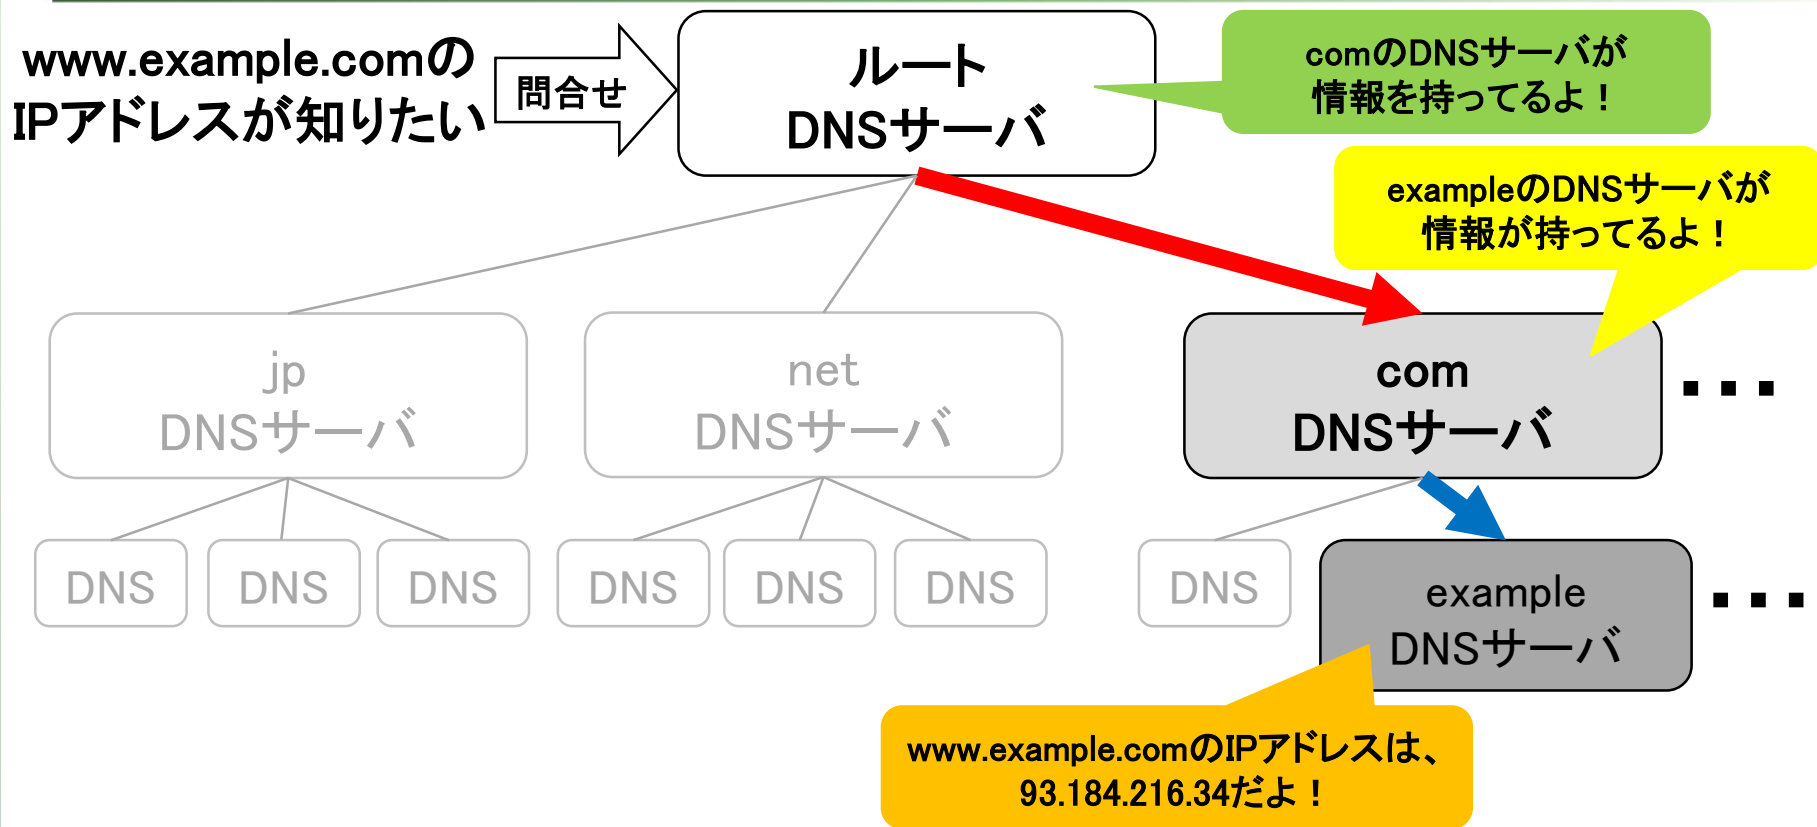 www.example.comの
IPアドレスが知りたい
問合せ
ルート
DNSサーバ
comのDNSサーバが
情報を持ってるよ！
exampleのDNSサーバが
情報が持ってるよ！
jp
DNSサーバ
net
DNSサーバ
com
DNSサーバ
・・・
DNS
DNS
DNS
DNS
DNS
DNS
DNS
example
DNSサーバ
・・・
www.example.comのIPアドレスは、
93.184.216.34だよ！